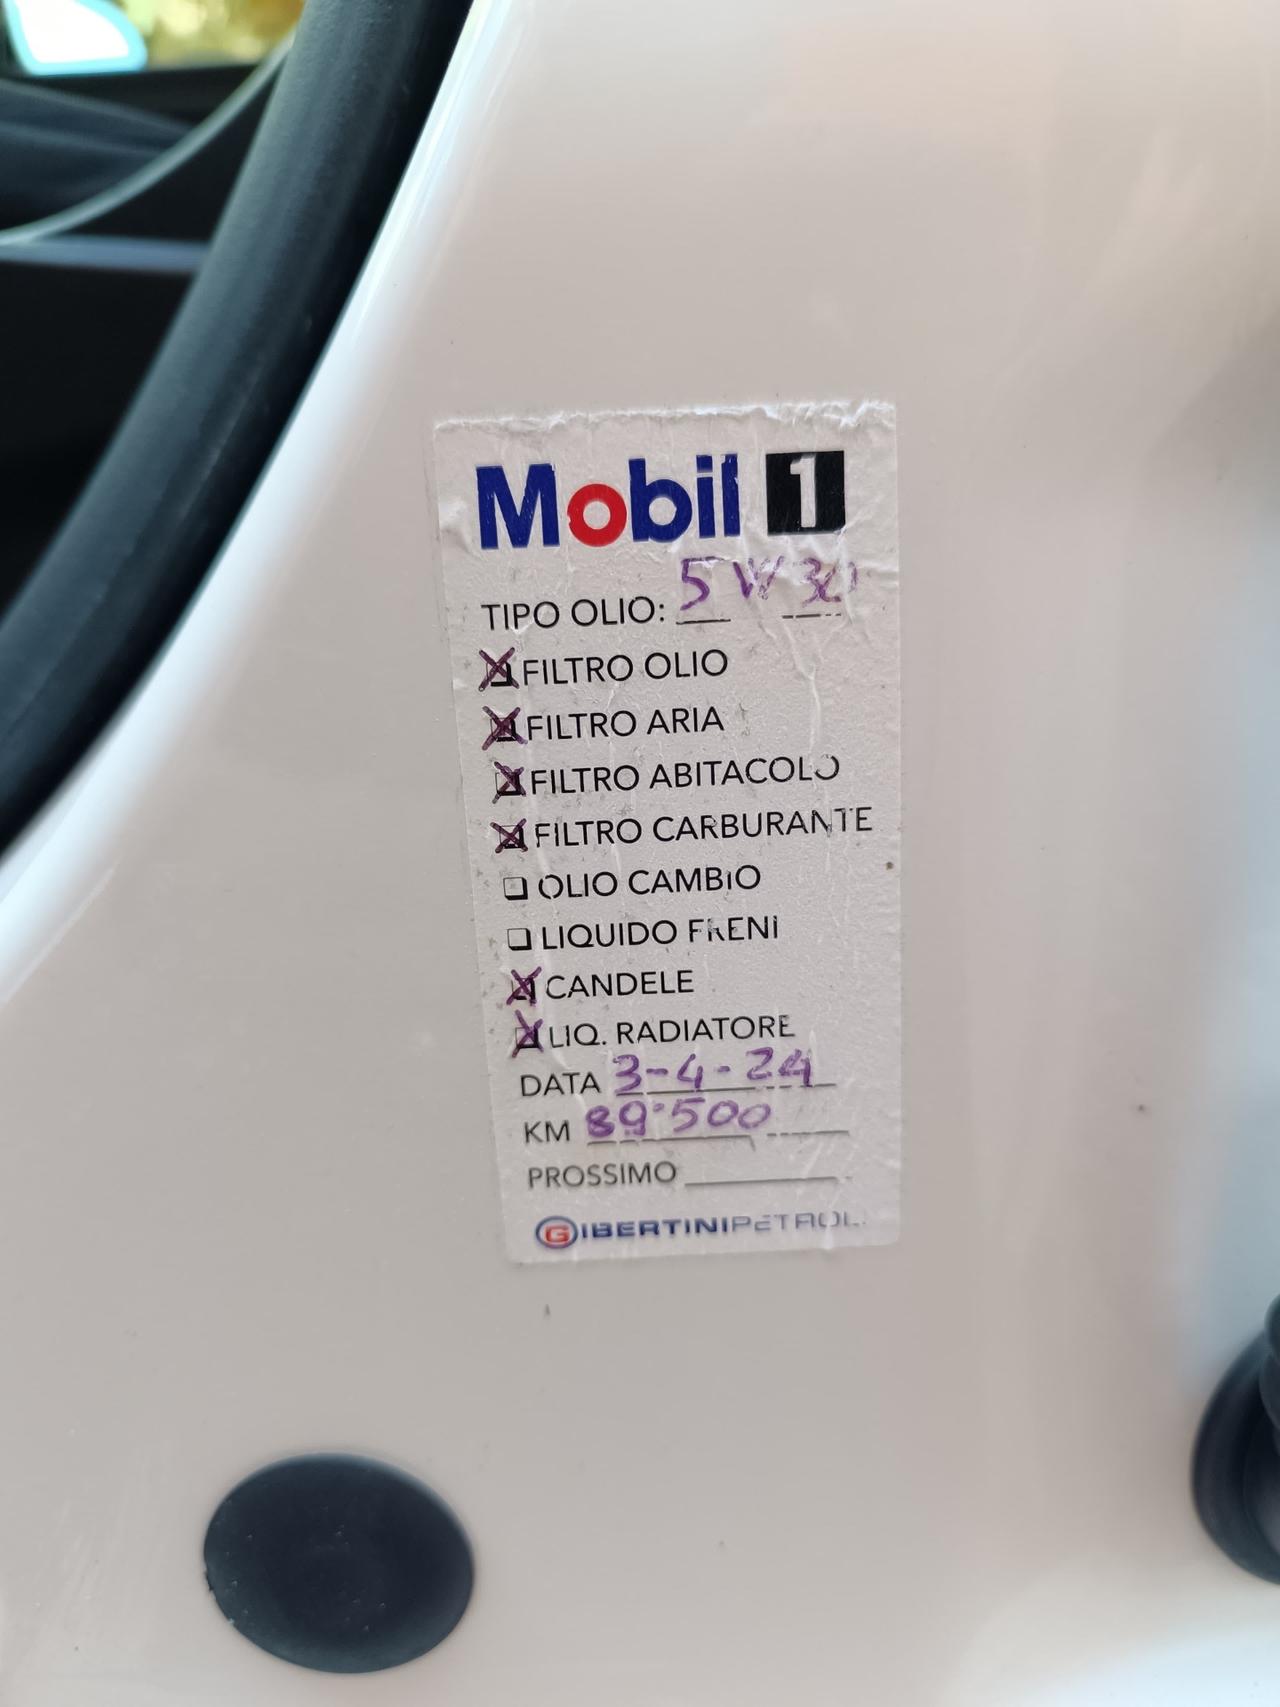 Mobil 1
TIPO OLIO: 5W30
FILTRO OLIO
FILTRO ARIA
FILTRO ABITACOLO
FILTRO CARBURANTE
OLIO CAMBIO
LIQUIDO FRENI
CANDELE
LIQ. RADIATORE
DATA 3-4-24
KM 89.500
PROSSIMO
GIBERTINIPETROLI